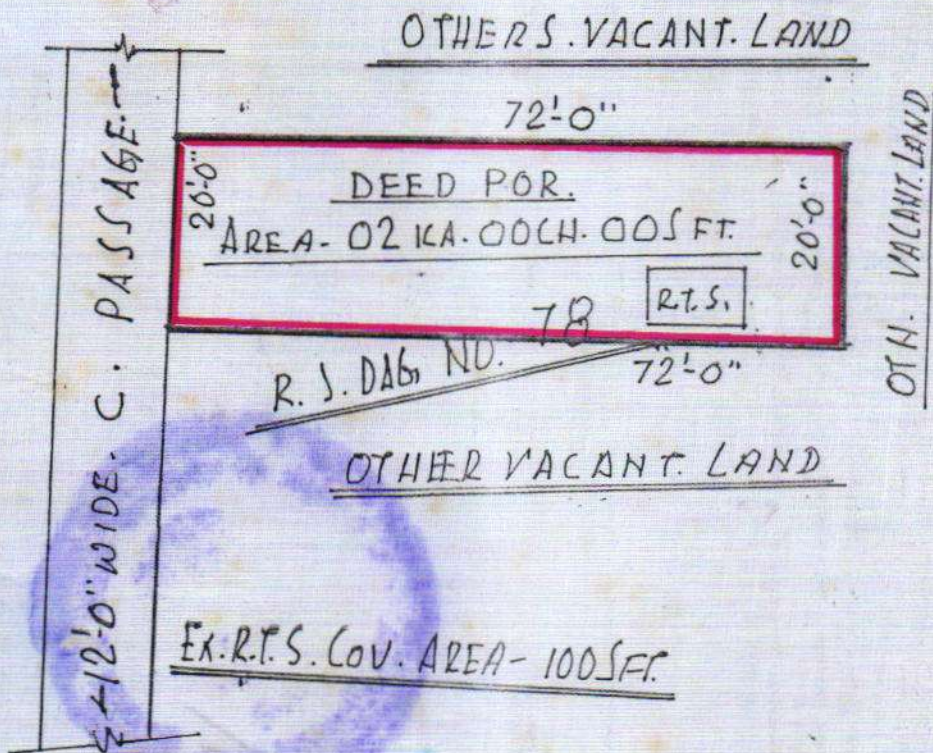 OTHERS. VACANT. LAND
72'-0"
20'-0"
DEED POR.
AREA- 02 KA. 00CH. 00SFT.
20'-0"
R.T.S.
OTH. VACANT. LAND
R. S. DAG, NO. 78
72'-0"
OTHER VACANT. LAND
12'-0" WIDE. C. PASSAGE.
EX. R.T.S. COV. AREA- 100SFT.